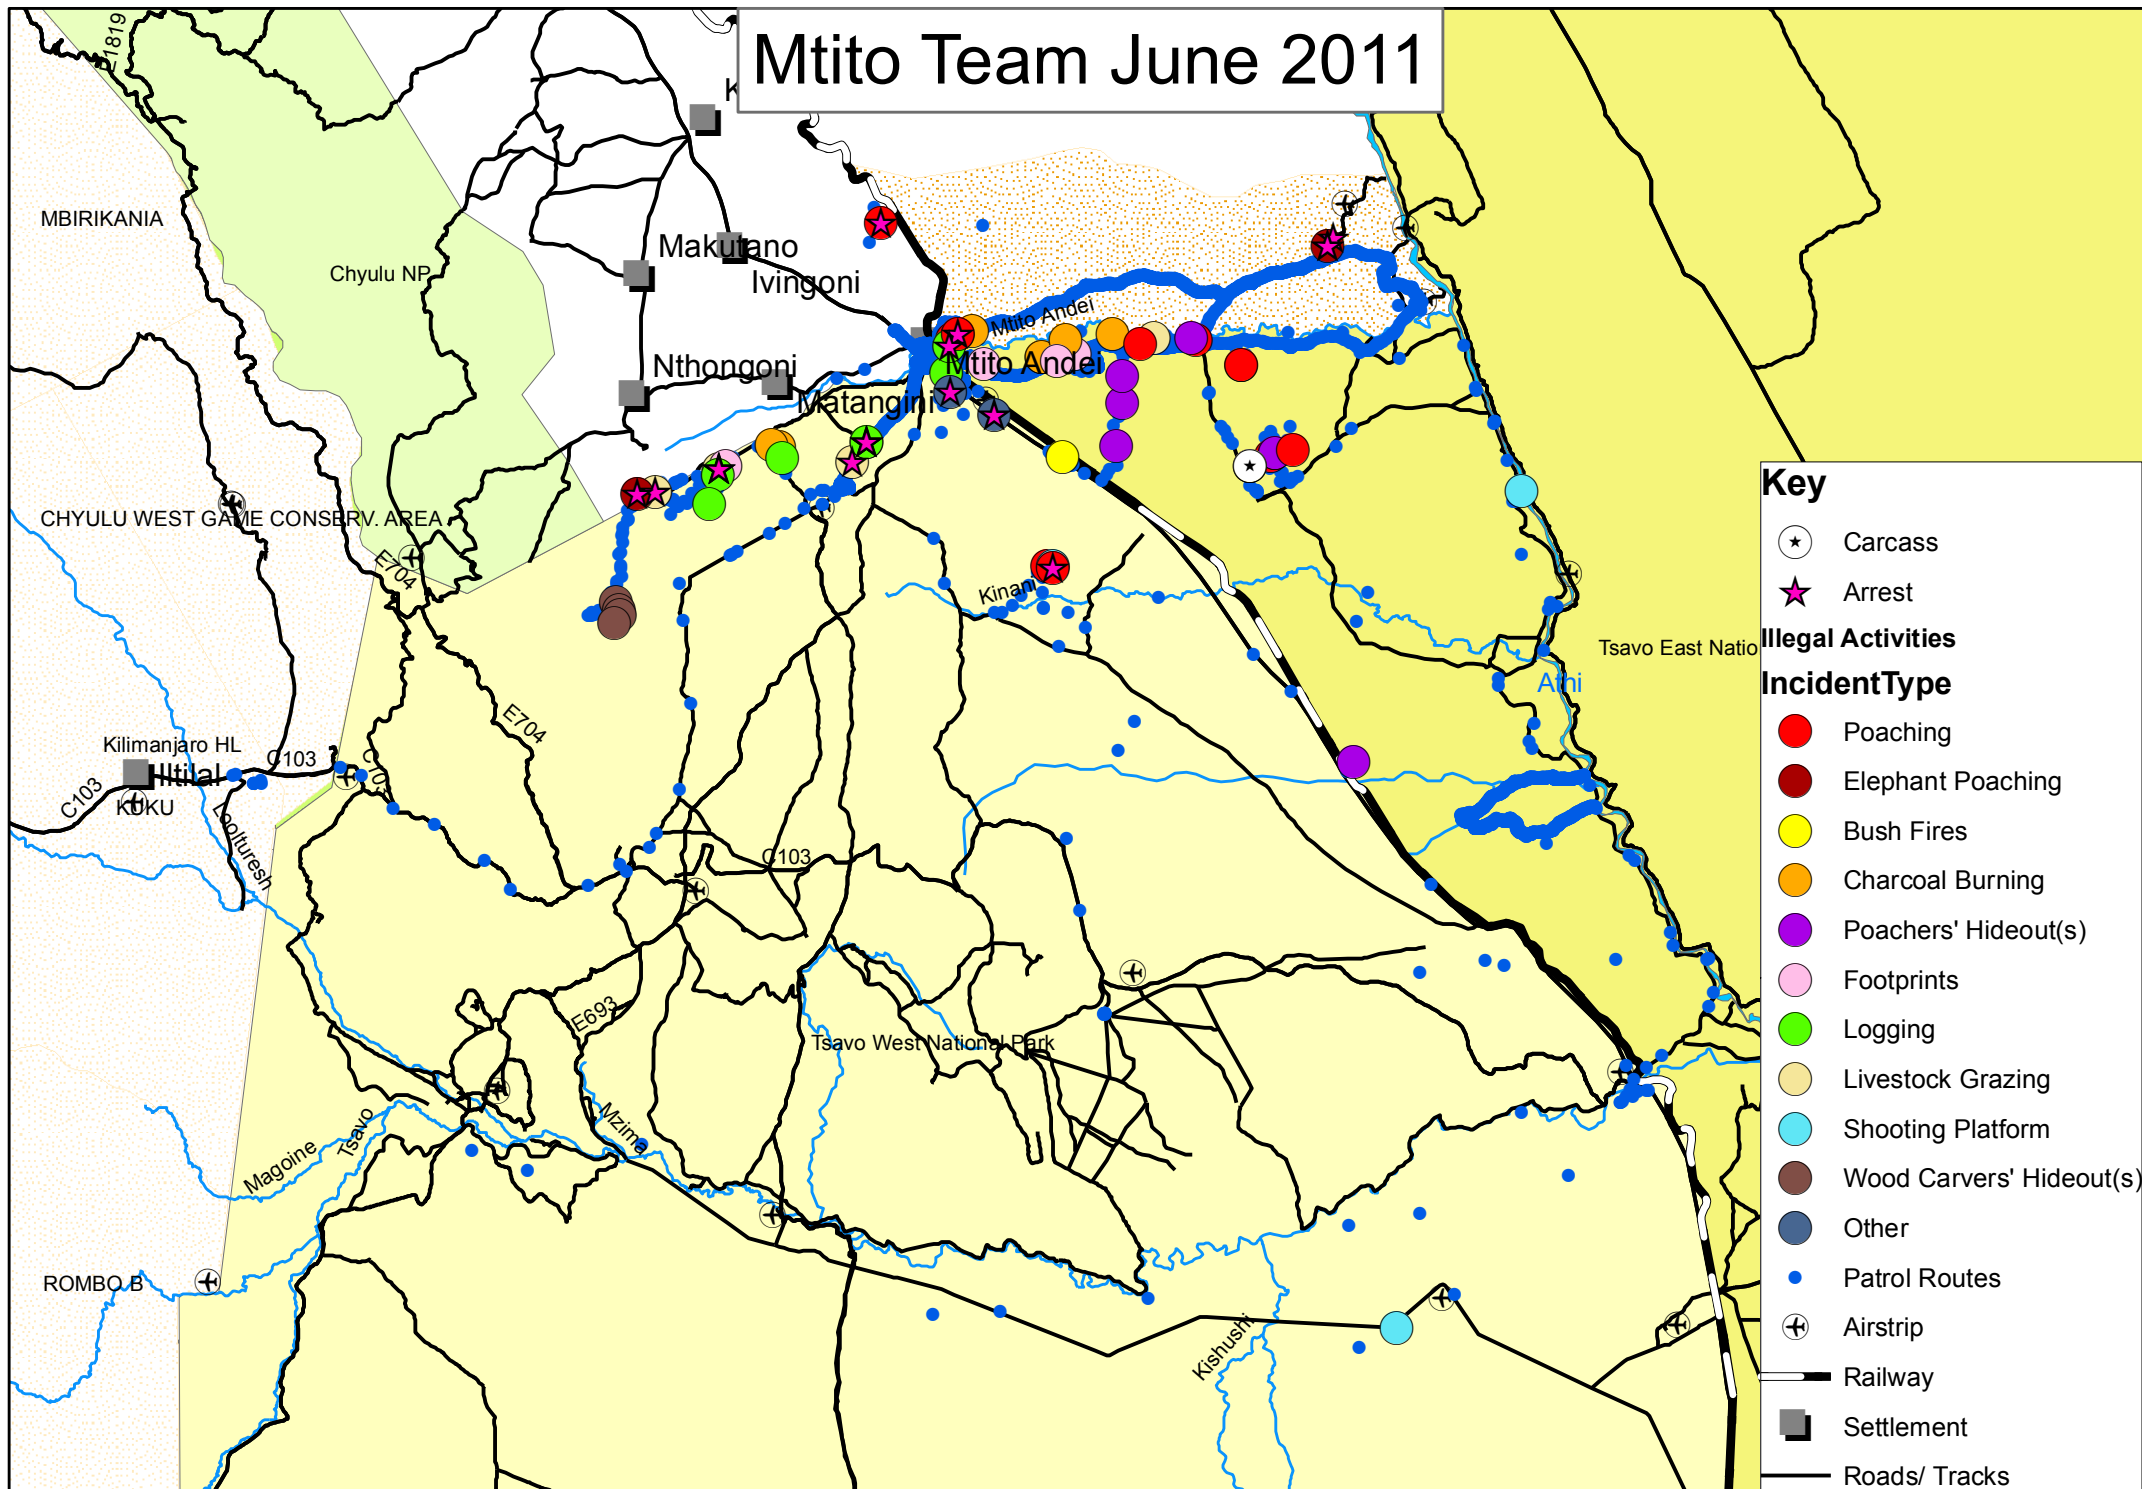 Mtito Team June 2011
E1819
K
MBIRIKANIA
Makutano
Chyulu NP
Ivingoni
Mtito Andei
Nthongoni
Mtito Andei
Matangini
CHYULU WEST GAME CONSERV. AREA
E704
Kinani
Tsavo East Natio
Athi
E704
Kilimanjaro HL
C103
C103
Iltilal
C103
KUKU
Loolturesh
C103
E693
Tsavo West National Park
Mzima
Tsavo
Magoine
ROMBO B
Kishushi
Key
Carcass
Arrest
Illegal Activities
IncidentType
Poaching
Elephant Poaching
Bush Fires
Charcoal Burning
Poachers' Hideout(s)
Footprints
Logging
Livestock Grazing
Shooting Platform
Wood Carvers' Hideout(s)
Other
Patrol Routes
Airstrip
Railway
Settlement
Roads/ Tracks